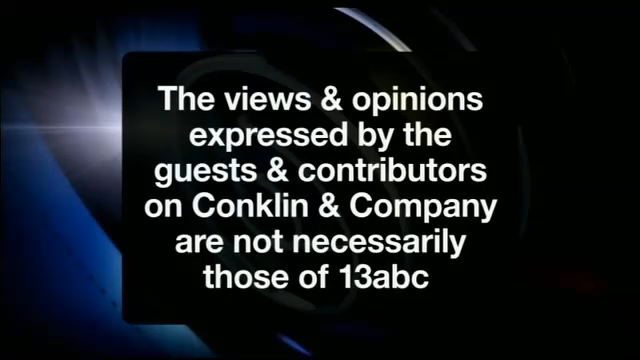 The views & opinions
expressed by the
guests & contributors
on Conklin & Company
are not necessarily
those of 13abc